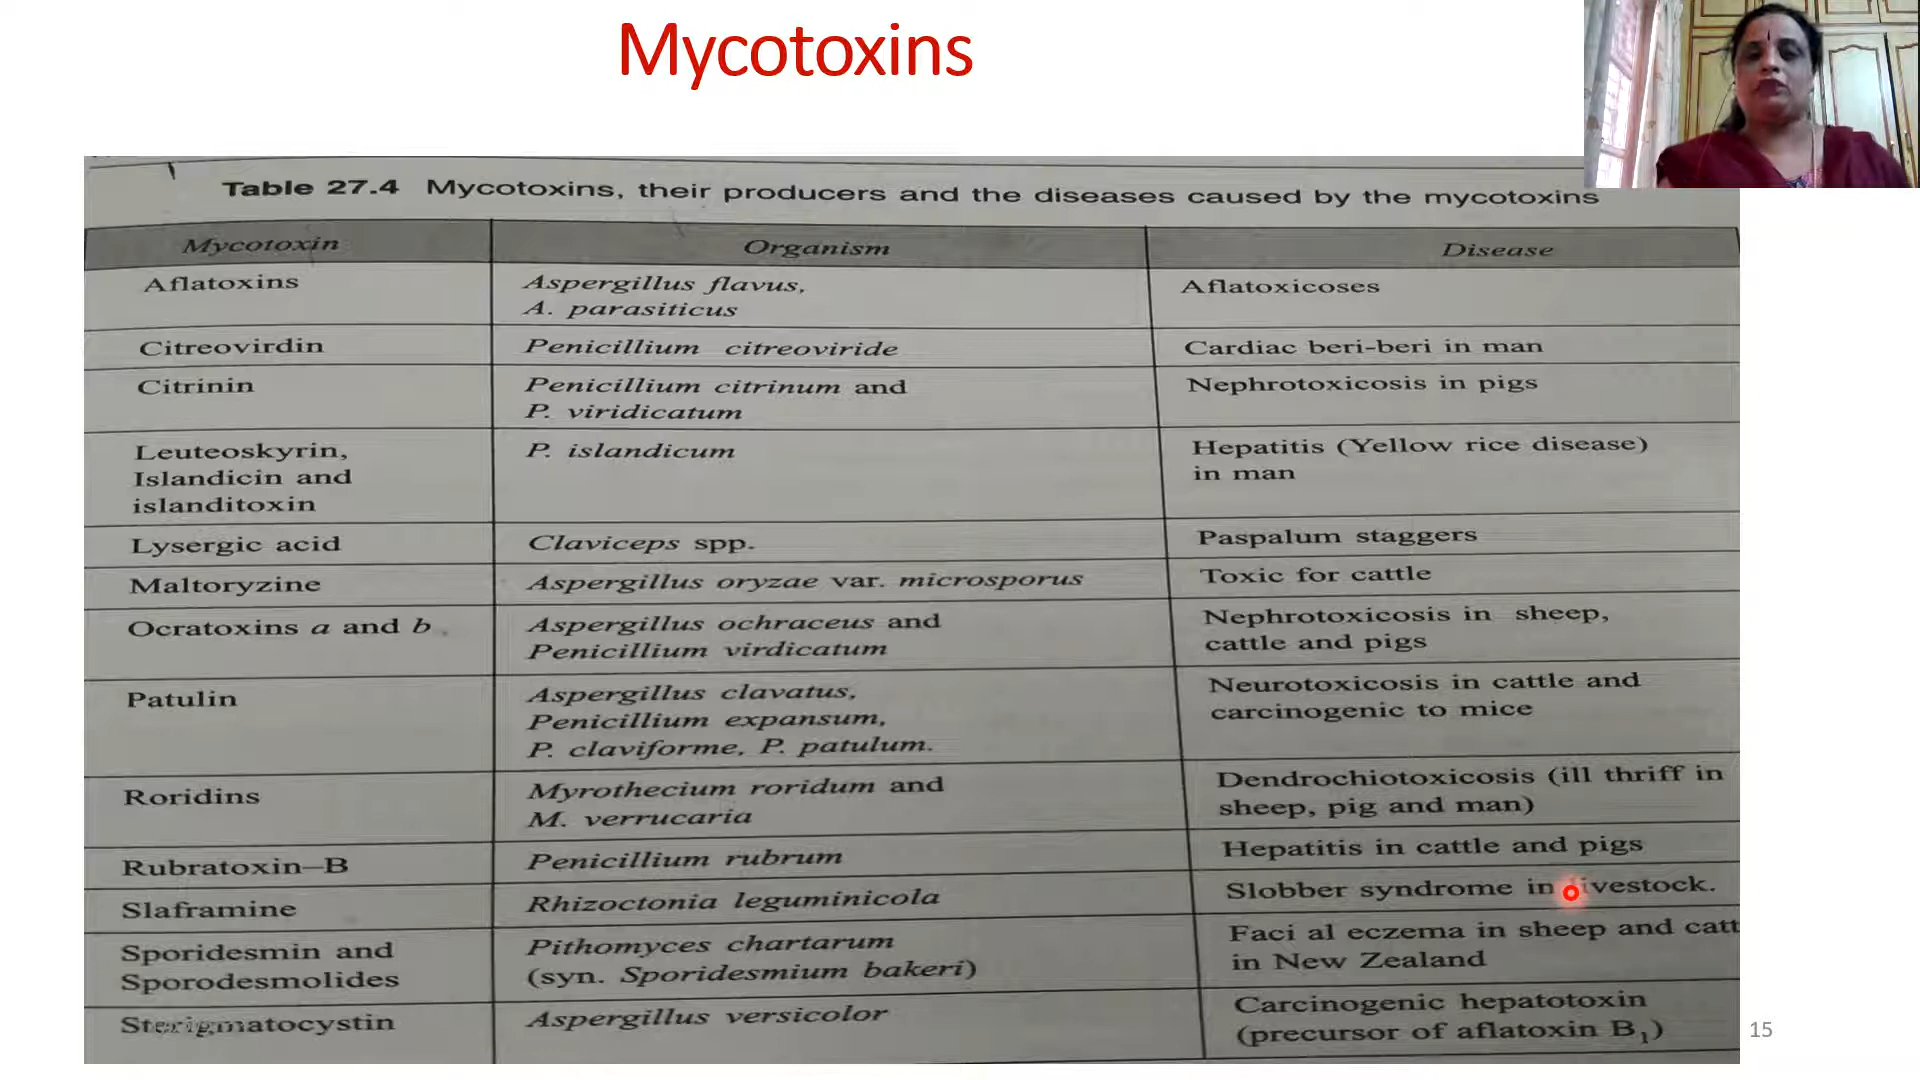 Mycotoxins
Table 27.4 Mycotoxins, their producers and the diseases caused by the mycotoxins
Mycotoxin Organism Disease
Aflatoxins Aspergillus flavus, Aflatoxicoses
A. parasiticus
Citreovirdin Penicillium citreoviride Cardiac beri-beri in man
Citrinin Penicillium citrinum and Nephrotoxicosis in pigs
P. viridicatum
Leuteoskyrin, P. islandicum Hepatitis (Yellow rice disease)
Islandicin and in man
islanditoxin
Lysergic acid Claviceps spp. Paspalum staggers
Maltoryzine Aspergillus oryzae var. microsporus Toxic for cattle
Ocratoxins a and b Aspergillus ochraceus and Nephrotoxicosis in sheep,
Penicillium virdicatum cattle and pigs
Patulin Aspergillus clavatus, Neurotoxicosis in cattle and
Penicillium expansum, carcinogenic to mice
P. claviforme, P. patulum.
Roridins Myrothecium roridum and Dendrochiotoxicosis (ill thriff in
M. verrucaria sheep, pig and man)
Rubratoxin—B Penicillium rubrum Hepatitis in cattle and pigs
Slaframine Rhizoctonia leguminicola Slobber syndrome in livestock.
Sporidesmin and Pithomyces chartarum Faci al eczema in sheep and catt
Sporodesmolides (syn. Sporidesmium bakeri) in New Zealand
Sterigmatocystin Aspergillus versicolor Carcinogenic hepatotoxin
(precursor of aflatoxin B₁)
15